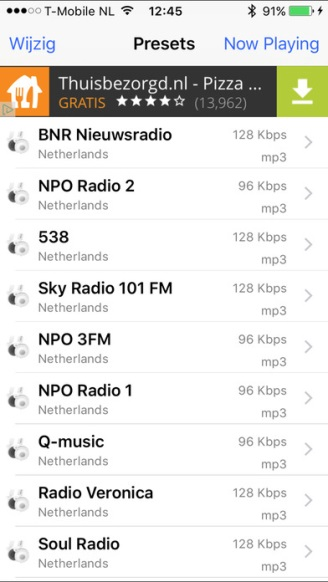 T-Mobile NL 12:45 91%
Wijzig Presets Now Playing
Thuisbezorgd.nl - Pizza ...
GRATIS (13,962)
BNR Nieuwsradio 128 Kbps
Netherlands mp3
NPO Radio 2 96 Kbps
Netherlands mp3
538 128 Kbps
Netherlands mp3
Sky Radio 101 FM 128 Kbps
Netherlands mp3
NPO 3FM 96 Kbps
Netherlands mp3
NPO Radio 1 96 Kbps
Netherlands mp3
Q-music 96 Kbps
Netherlands mp3
Radio Veronica 128 Kbps
Netherlands mp3
Soul Radio 128 Kbps
Netherlands mp3